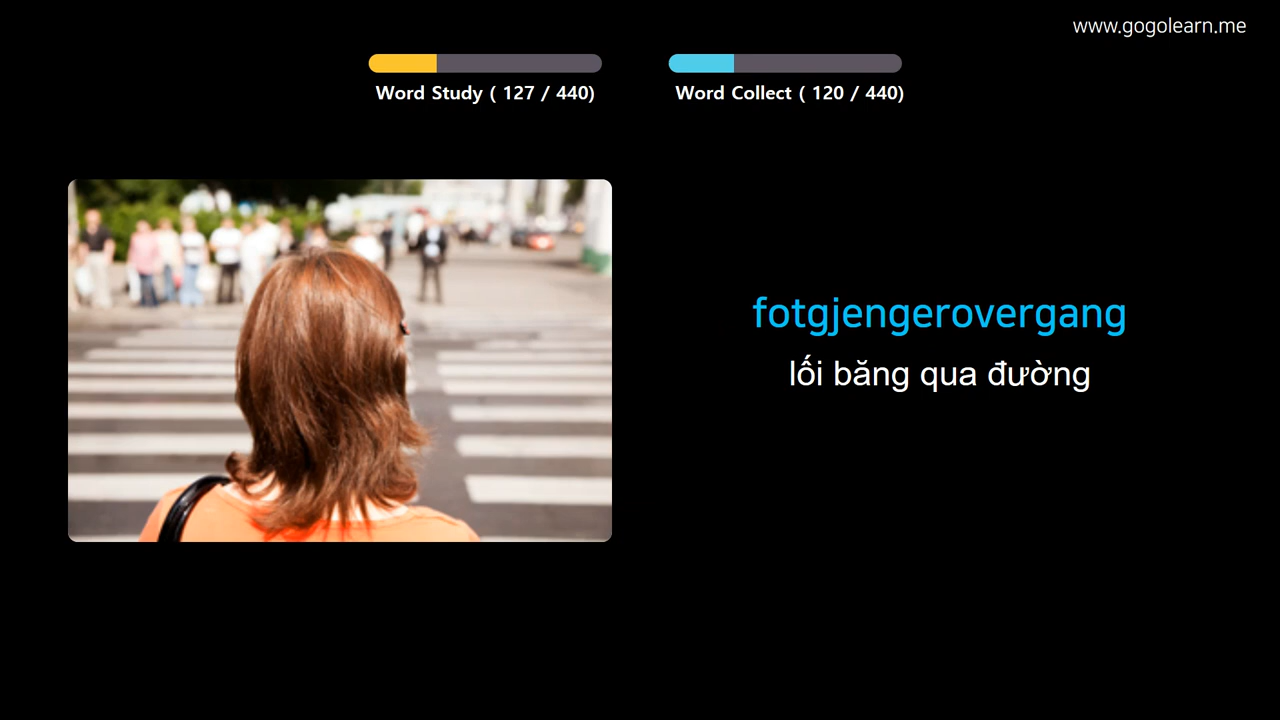 www.gogolearn.me
Word Study ( 127 / 440)
Word Collect ( 120 / 440)
fotgjengerovergang
lối băng qua đường